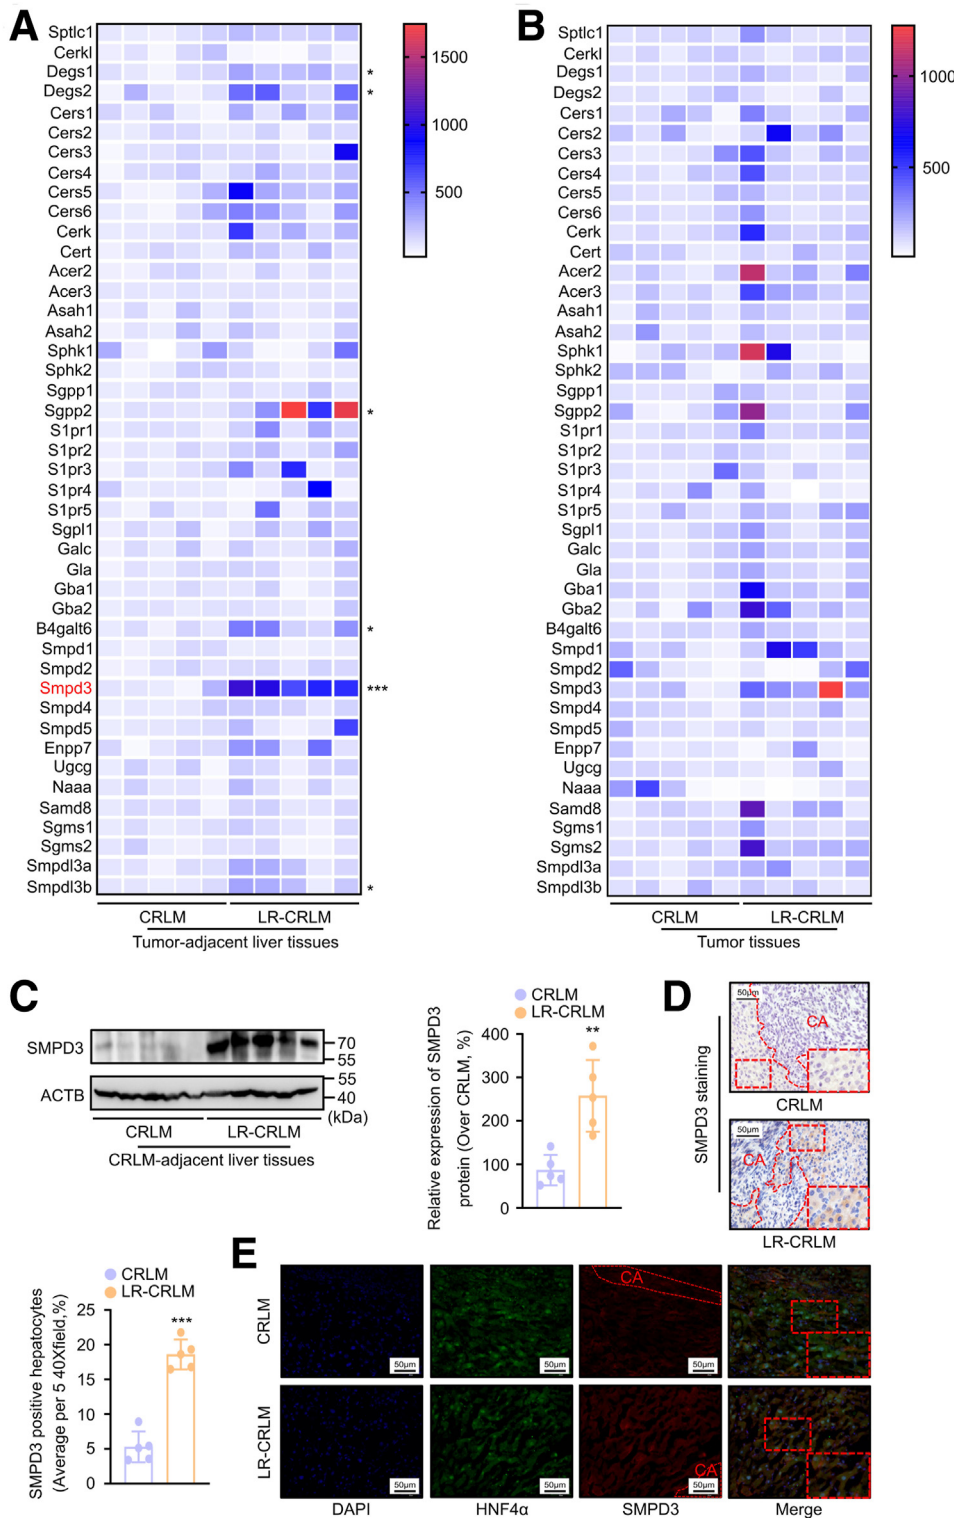 A
Sptlc1
Cerkl
Degs1 *
Degs2 *
Cers1
Cers2
Cers3
Cers4
Cers5
Cers6
Cerk
Cert
Acer2
Acer3
Asah1
Asah2
Sphk1
Sphk2
Sgpp1
Sgpp2 *
S1pr1
S1pr2
S1pr3
S1pr4
S1pr5
Sgpl1
Galc
Gla
Gba1
Gba2
B4galt6 *
Smpd1
Smpd2
Smpd3 ***
Smpd4
Smpd5
Enpp7
Ugcg
Naaa
Samd8
Sgms1
Sgms2
Smpdl3a
Smpdl3b *
1500
1000
500
CRLM LR-CRLM
Tumor-adjacent liver tissues
B
Sptlc1
Cerkl
Degs1
Degs2
Cers1
Cers2
Cers3
Cers4
Cers5
Cers6
Cerk
Cert
Acer2
Acer3
Asah1
Asah2
Sphk1
Sphk2
Sgpp1
Sgpp2
S1pr1
S1pr2
S1pr3
S1pr4
S1pr5
Sgpl1
Galc
Gla
Gba1
Gba2
B4galt6
Smpd1
Smpd2
Smpd3
Smpd4
Smpd5
Enpp7
Ugcg
Naaa
Samd8
Sgms1
Sgms2
Smpdl3a
Smpdl3b
1000
500
CRLM LR-CRLM
Tumor tissues
C
SMPD3
70
55
ACTB
55
40
(kDa)
CRLM LR-CRLM
CRLM-adjacent liver tissues
CRLM
LR-CRLM
Relative expression of SMPD3
protein (Over CRLM, %)
400
300
200
100
0
**
D
SMPD3 staining
50μm
CA
CRLM
50μm
CA
LR-CRLM
CRLM
LR-CRLM
SMPD3 positive hepatocytes
(Average per 5 40Xfield,%)
25
20
15
10
5
0
***
E
CRLM
50μm
50μm
CA
50μm
50μm
LR-CRLM
50μm
50μm
CA
50μm
50μm
DAPI HNF4α SMPD3 Merge